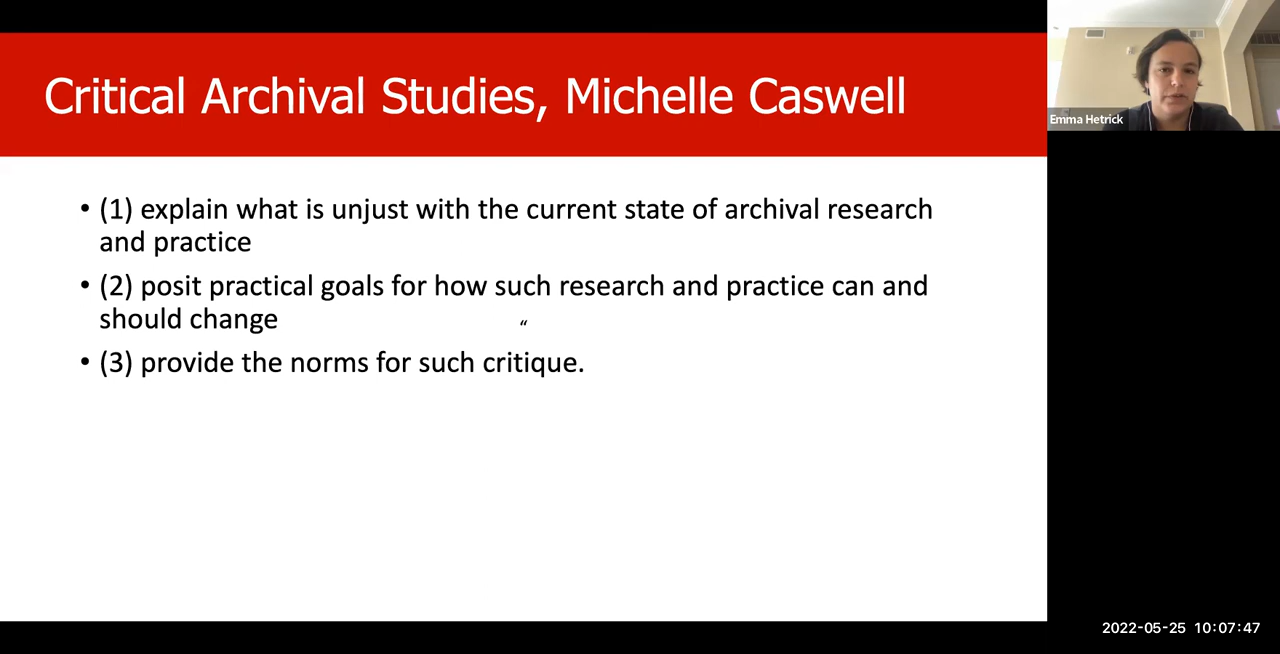 Critical Archival Studies, Michelle Caswell
Emma Hetrick
• (1) explain what is unjust with the current state of archival research
and practice
• (2) posit practical goals for how such research and practice can and
should change
“
• (3) provide the norms for such critique.
2022-05-25 10:07:47